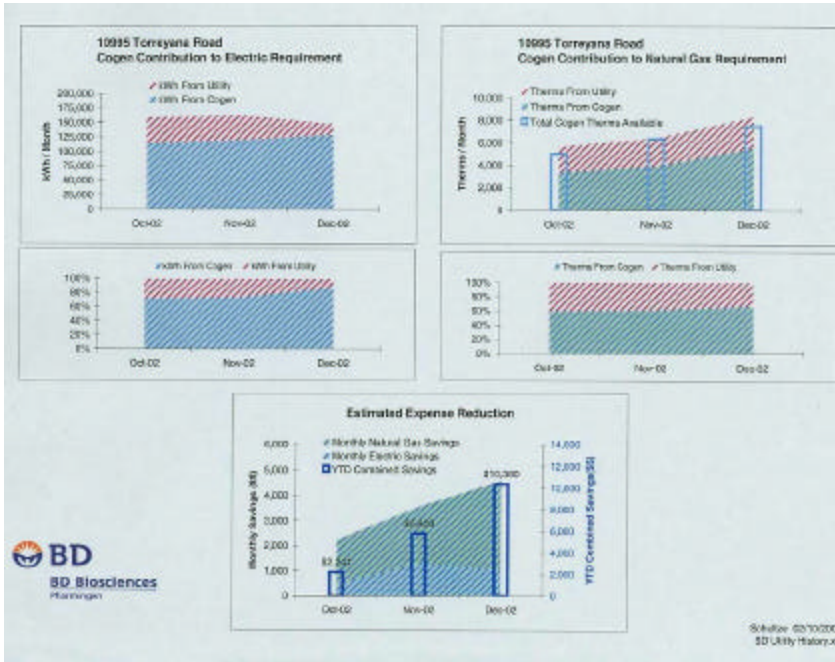 10995 Torreyana Road
Cogen Contribution to Electric Requirement
kWh From Utility
kWh From Cogen
200,000
175,000
150,000
125,000
100,000
75,000
50,000
25,000
0
kWh / Month
Oct-02 Nov-02 Dec-02
10995 Torreyana Road
Cogen Contribution to Natural Gas Requirement
Therms From Utility
Therms From Cogen
Total Cogen Therms Available
10,000
8,000
6,000
4,000
2,000
0
Therms / Month
Oct-02 Nov-02 Dec-02
kWh From Cogen kWh From Utility
100%
80%
60%
40%
20%
0%
Oct-02 Nov-02 Dec-02
Therms From Cogen Therms From Utility
100%
80%
60%
40%
20%
0%
Oct-02 Nov-02 Dec-02
Estimated Expense Reduction
Monthly Natural Gas Savings
Monthly Electric Savings
YTD Combined Savings
6,000
5,000
4,000
3,000
2,000
1,000
0
Monthly Savings ($$)
14,000
12,000
10,000
8,000
6,000
4,000
2,000
0
YTD Combined Savings($$)
Oct-02 Nov-02 Dec-02
BD
BD Biosciences
Pharmingen
Schultze
BD Utility History